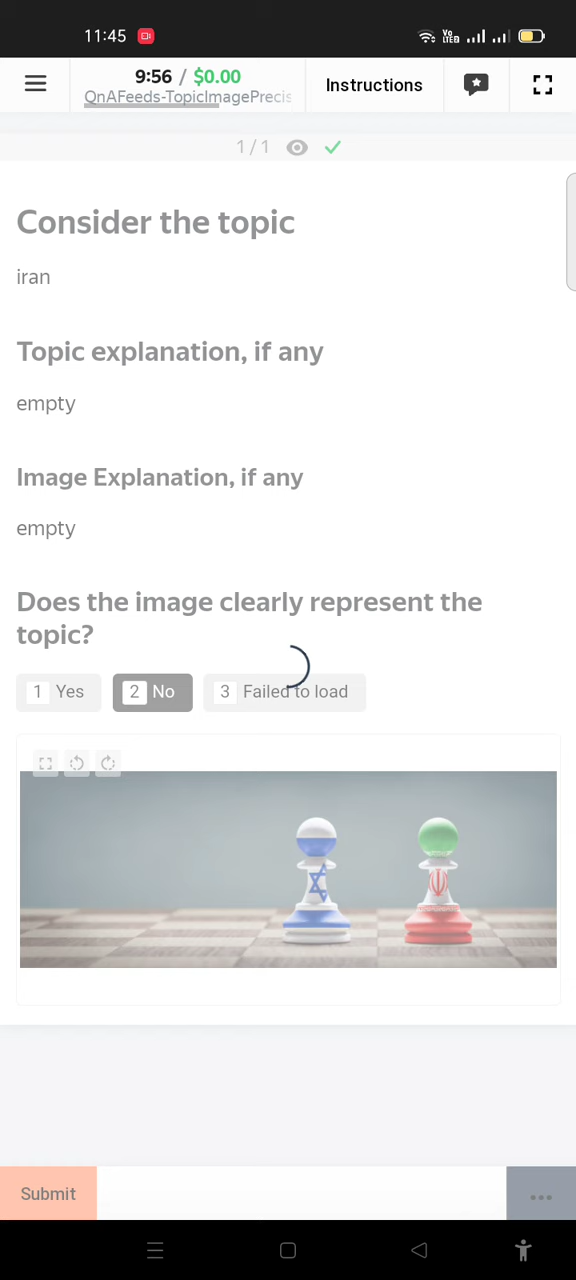 11:45
Vo
LTE2
9:56 / $0.00
QnAFeeds-TopicImagePrecis
Instructions
1 / 1
Consider the topic
iran
Topic explanation, if any
empty
Image Explanation, if any
empty
Does the image clearly represent the
topic?
1 Yes
2 No
3 Failed to load
Submit